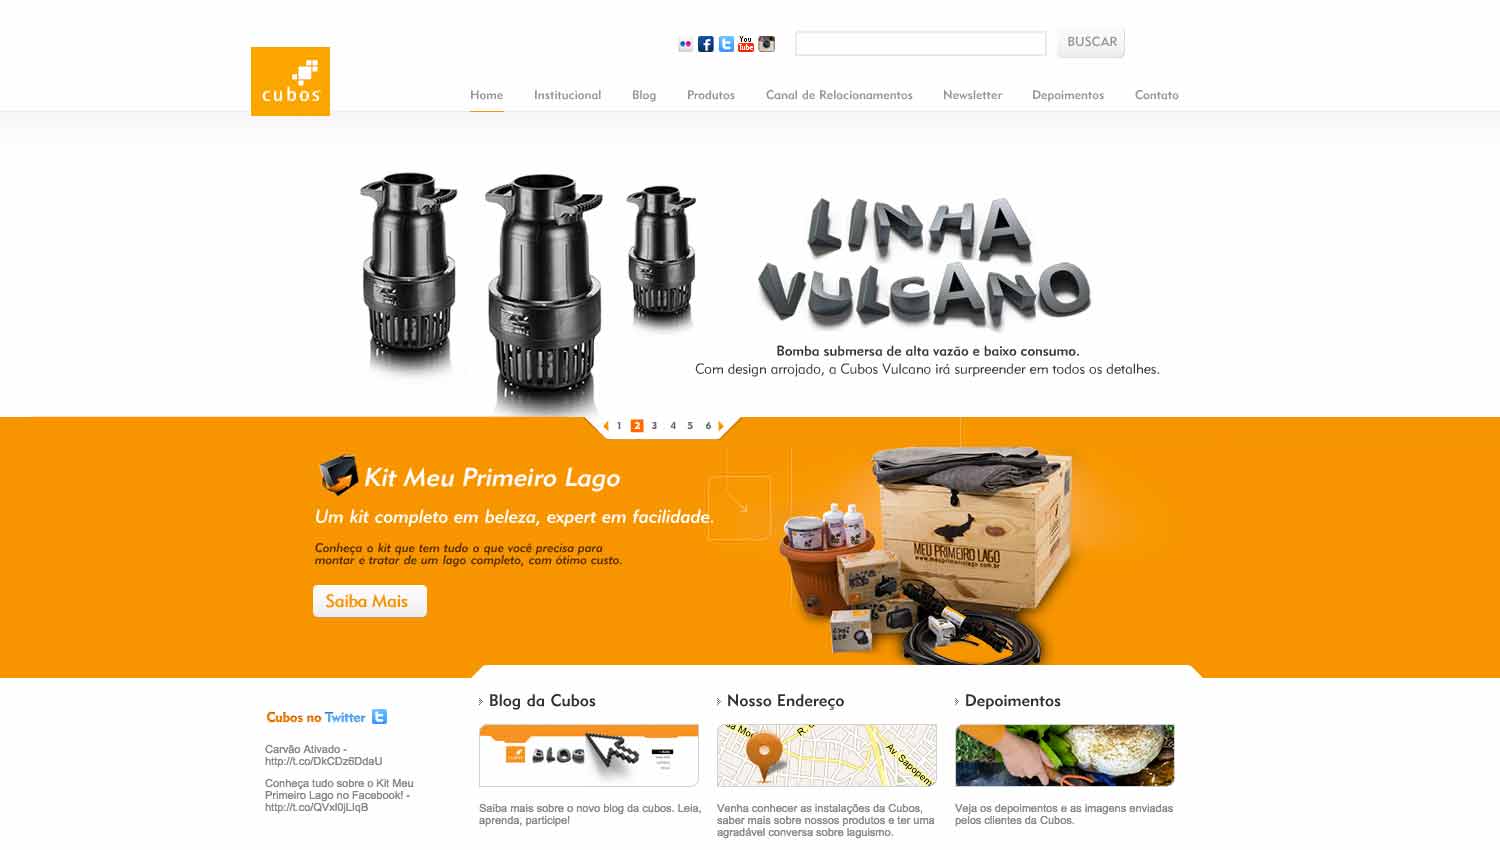 You
Tube
BUSCAR
cubos
Home Institucional Blog Produtos Canal de Relacionamentos Newsletter Depoimentos Contato
LINHA
VULCANO
Bomba submersa de alta vazão e baixo consumo.
Com design arrojado, a Cubos Vulcano irá surpreender em todos os detalhes.
1 2 3 4 5 6
Kit Meu Primeiro Lago
Um kit completo em beleza, expert em facilidade.
Conheça o kit que tem tudo o que você precisa para
montar e tratar de um lago completo, com ótimo custo.
Saiba Mais
MEU PRIMEIRO LAGO
www.meuprimeirolago.com.br
Cubos no Twitter
Carvão Ativado -
http://t.co/DkCDz6DdaU
Conheça tudo sobre o Kit Meu
Primeiro Lago no Facebook! -
http://t.co/QVxl0jLlqB
Blog da Cubos
BLOG
Saiba mais sobre o novo blog da cubos. Leia,
aprenda, participe!
Nosso Endereço
Av. Sapopem
Venha conhecer as instalações da Cubos,
saber mais sobre nossos produtos e ter uma
agradável conversa sobre laguismo.
Depoimentos
Veja os depoimentos e as imagens enviadas
pelos clientes da Cubos.